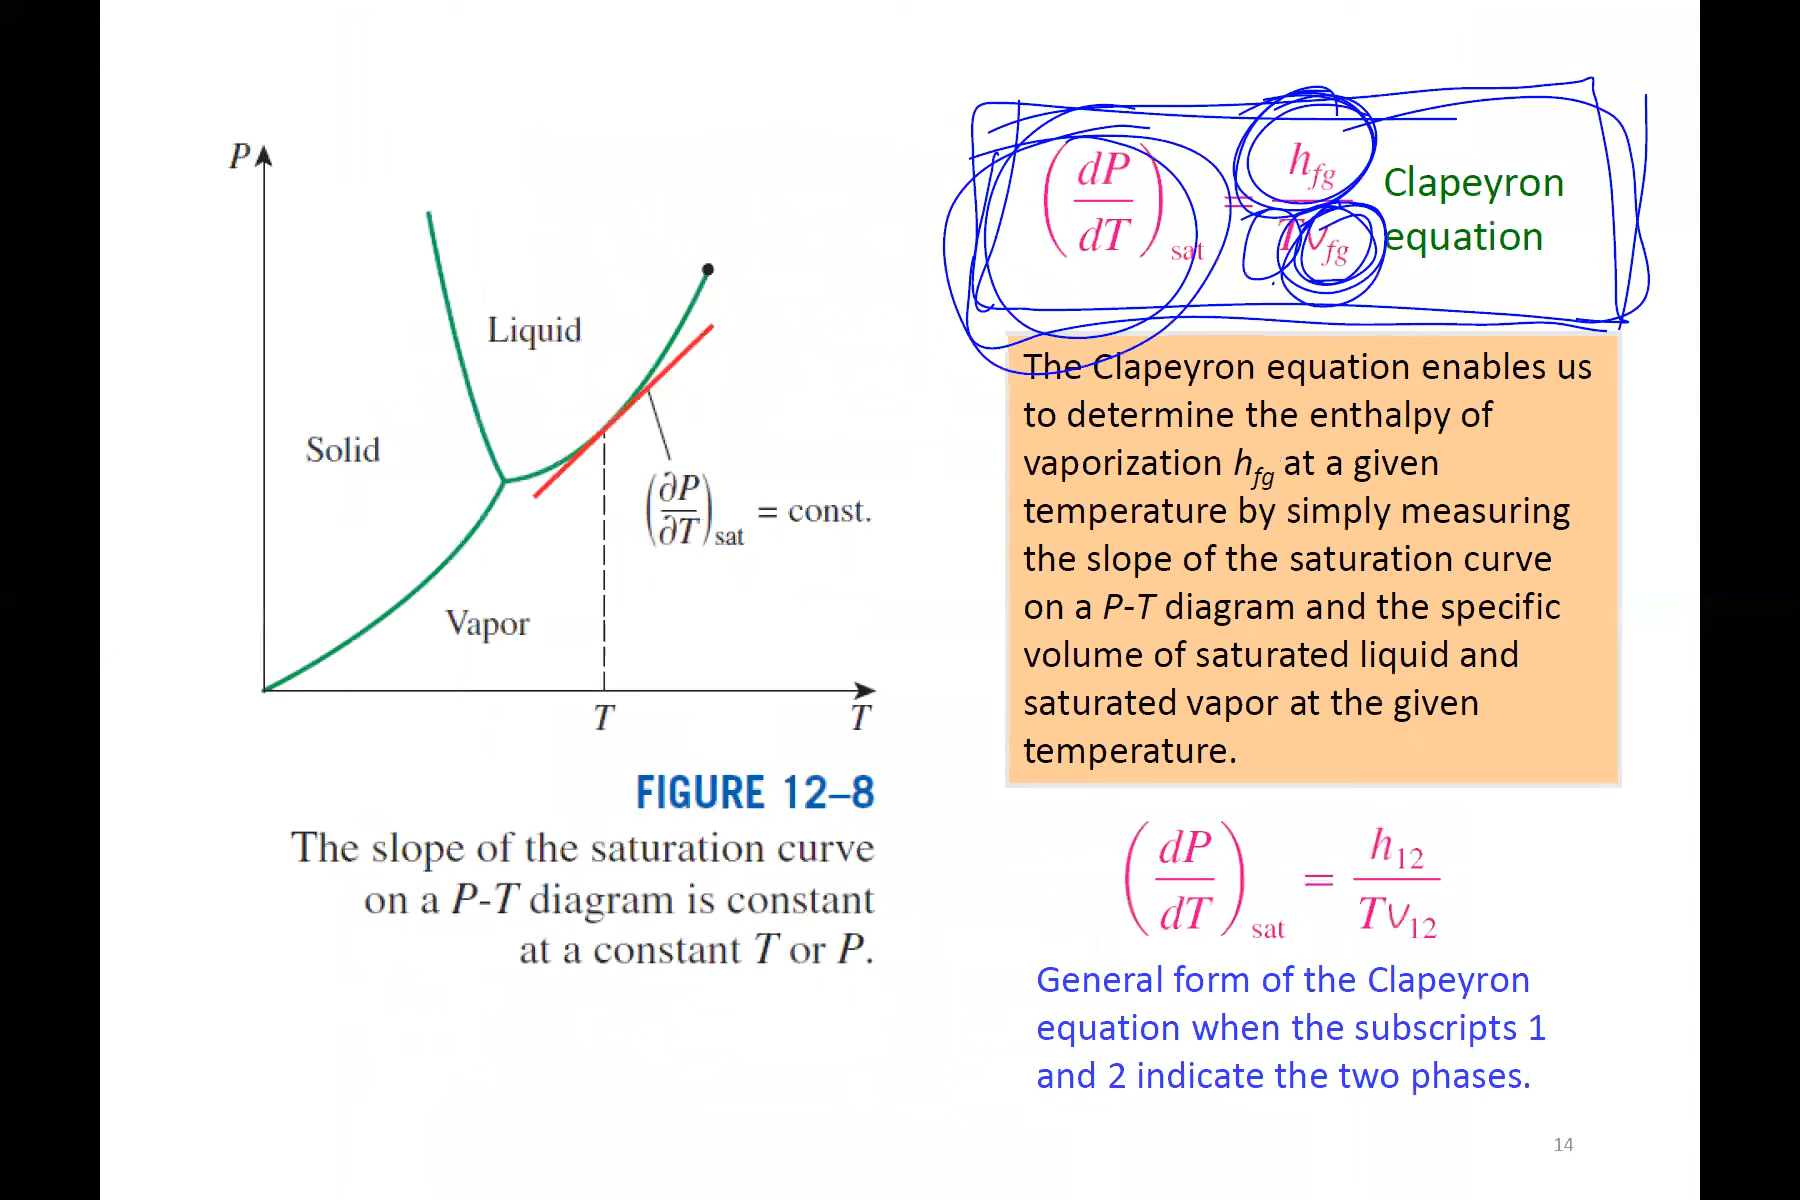 P
Liquid
Solid
Vapor
(∂P/∂T)sat = const.
T
T
FIGURE 12–8
The slope of the saturation curve
on a P-T diagram is constant
at a constant T or P.
(dP/dT)sat = hfg/Tvfg
Clapeyron
equation
The Clapeyron equation enables us
to determine the enthalpy of
vaporization hfg at a given
temperature by simply measuring
the slope of the saturation curve
on a P-T diagram and the specific
volume of saturated liquid and
saturated vapor at the given
temperature.
(dP/dT)sat = h12/Tv12
General form of the Clapeyron
equation when the subscripts 1
and 2 indicate the two phases.
14